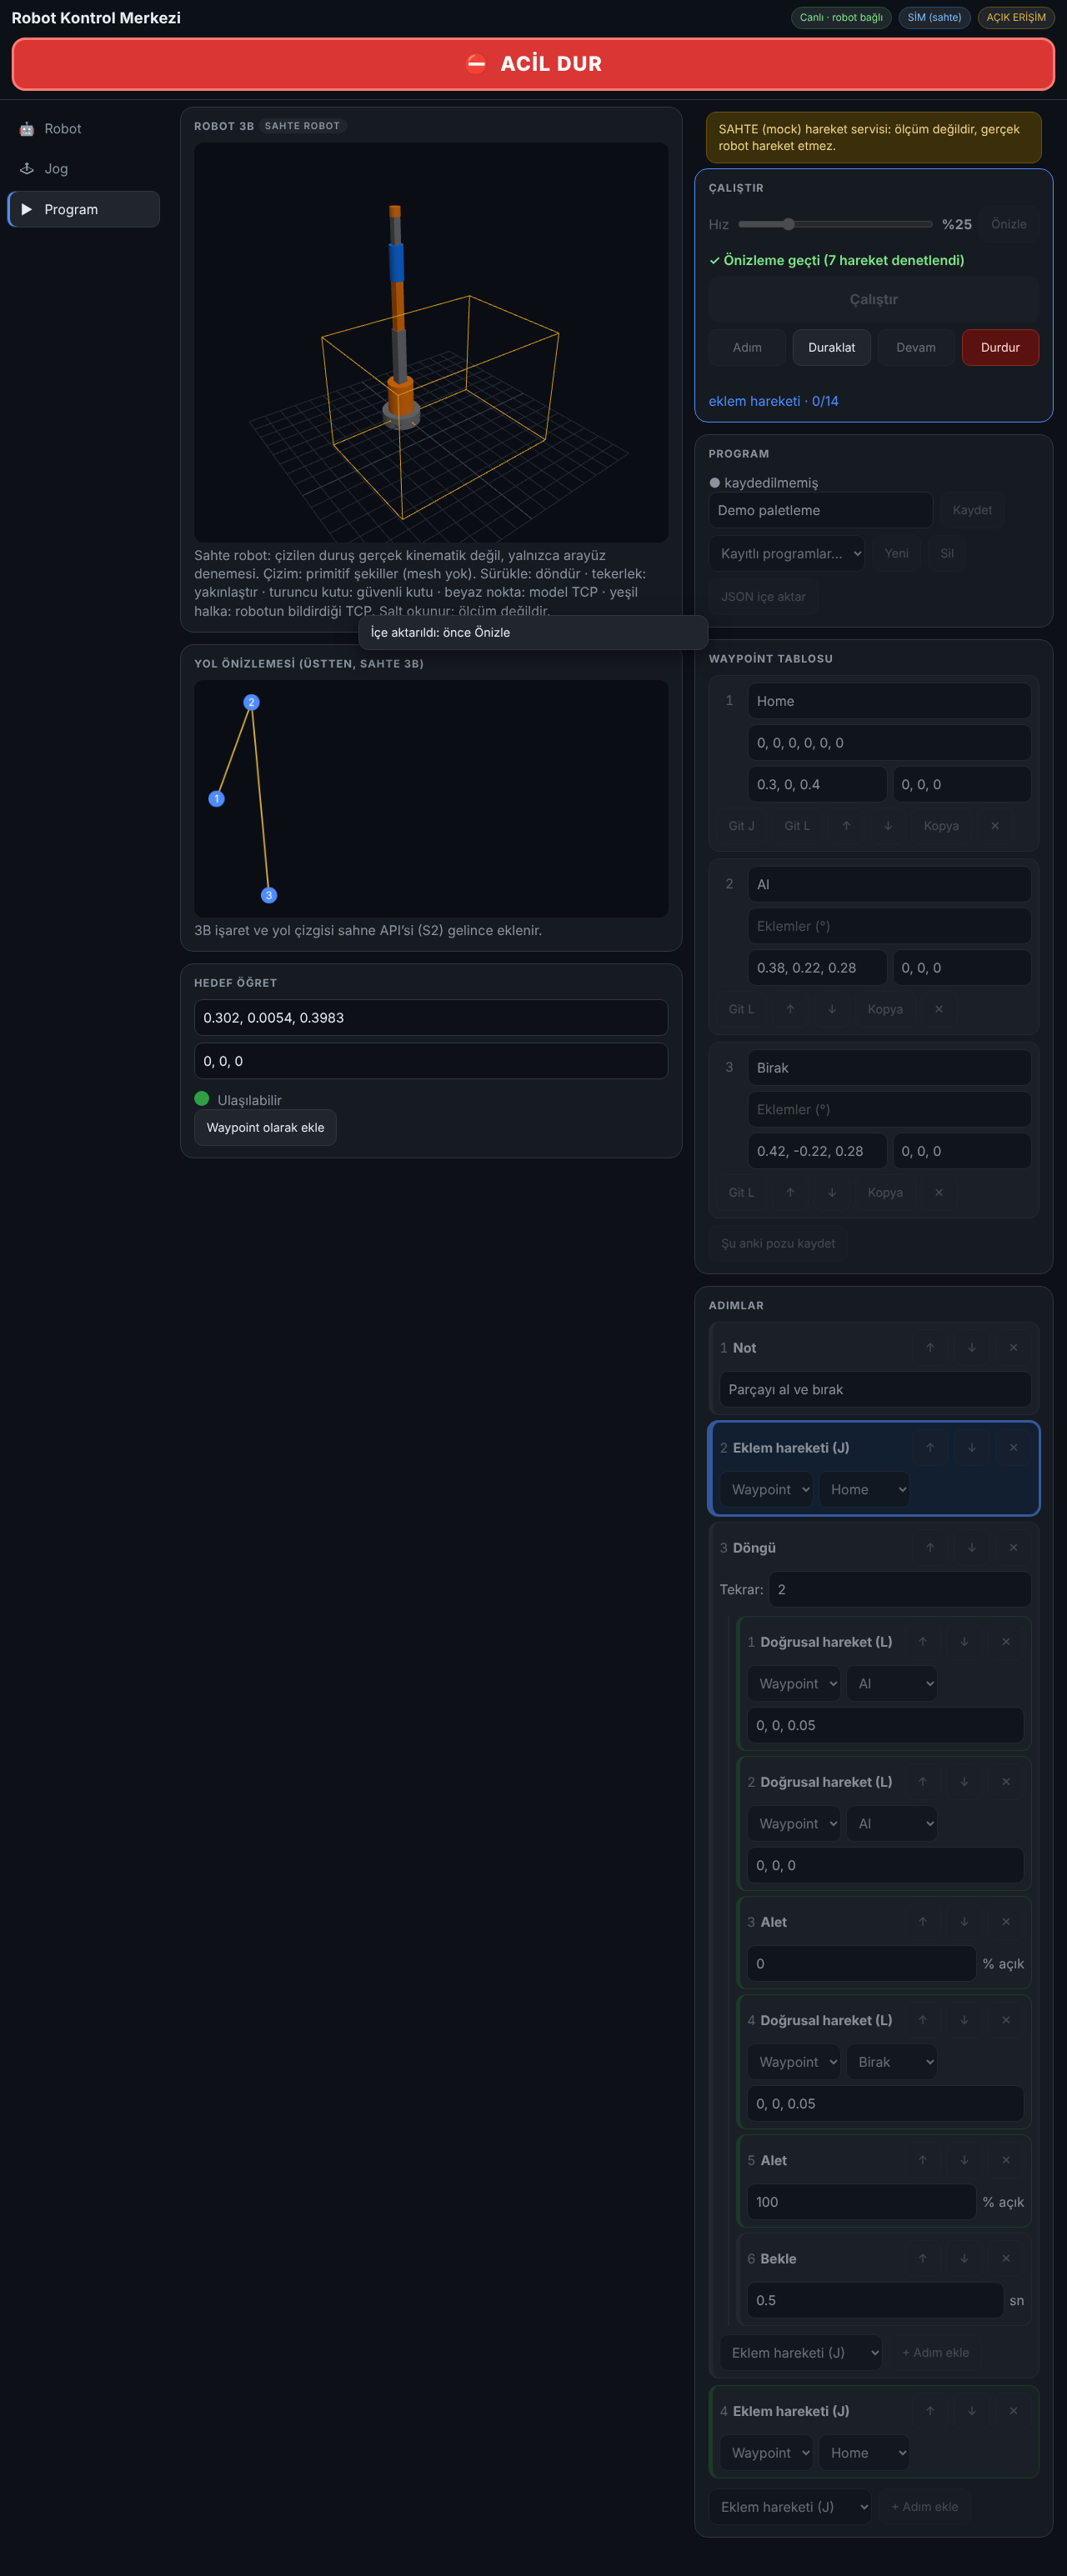 Robot Kontrol Merkezi
Canlı · robot bağlı
SİM (sahte)
AÇIK ERİŞİM
ACİL DUR
Robot
Jog
Program
ROBOT 3B
SAHTE ROBOT
Sahte robot: çizilen duruş gerçek kinematik değil, yalnızca arayüz
denemesi. Çizim: primitif şekiller (mesh yok). Sürükle: döndür · tekerlek:
yakınlaştır · turuncu kutu: güvenli kutu · beyaz nokta: model TCP · yeşil
halka: robotun bildirdiği TCP. Salt okunur: ölçüm değildir.
İçe aktarıldı: önce Önizle
YOL ÖNİZLEMESİ (ÜSTTEN, SAHTE 3B)
2
1
3
3B işaret ve yol çizgisi sahne API'si (S2) gelince eklenir.
HEDEF ÖĞRET
0.302, 0.0054, 0.3983
0, 0, 0
Ulaşılabilir
Waypoint olarak ekle
SAHTE (mock) hareket servisi: ölçüm değildir, gerçek
robot hareket etmez.
ÇALIŞTIR
Hız
%25
Önizle
✓ Önizleme geçti (7 hareket denetlendi)
Çalıştır
Adım
Duraklat
Devam
Durdur
eklem hareketi · 0/14
PROGRAM
● kaydedilmemiş
Demo paletleme
Kaydet
Kayıtlı programlar...
Yeni
Sil
JSON içe aktar
WAYPOİNT TABLOSU
1
Home
0, 0, 0, 0, 0, 0
0.3, 0, 0.4
0, 0, 0
Git J
Git L
↑
↓
Kopya
✕
2
Al
Eklemler (°)
0.38, 0.22, 0.28
0, 0, 0
Git L
↑
↓
Kopya
✕
3
Birak
Eklemler (°)
0.42, -0.22, 0.28
0, 0, 0
Git L
↑
↓
Kopya
✕
Şu anki pozu kaydet
ADIMLAR
1 Not
↑
↓
✕
Parçayı al ve bırak
2 Eklem hareketi (J)
↑
↓
✕
Waypoint
Home
3 Döngü
↑
↓
✕
Tekrar:
2
1 Doğrusal hareket (L)
↑
↓
✕
Waypoint
Al
0, 0, 0.05
2 Doğrusal hareket (L)
↑
↓
✕
Waypoint
Al
0, 0, 0
3 Alet
↑
↓
✕
0
% açık
4 Doğrusal hareket (L)
↑
↓
✕
Waypoint
Birak
0, 0, 0.05
5 Alet
↑
↓
✕
100
% açık
6 Bekle
↑
↓
✕
0.5
sn
Eklem hareketi (J)
+ Adım ekle
4 Eklem hareketi (J)
↑
↓
✕
Waypoint
Home
Eklem hareketi (J)
+ Adım ekle